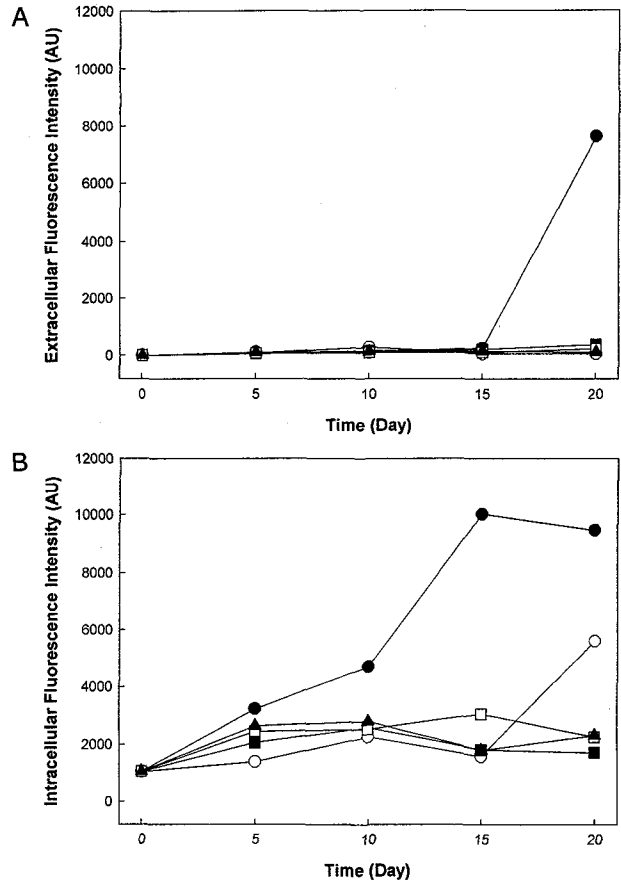 A
Extracellular Fluorescence Intensity (AU)
12000
10000
8000
6000
4000
2000
0
0 5 10 15 20
Time (Day)
B
Intracellular Fluorescence Intensity (AU)
12000
10000
8000
6000
4000
2000
0
0 5 10 15 20
Time (Day)